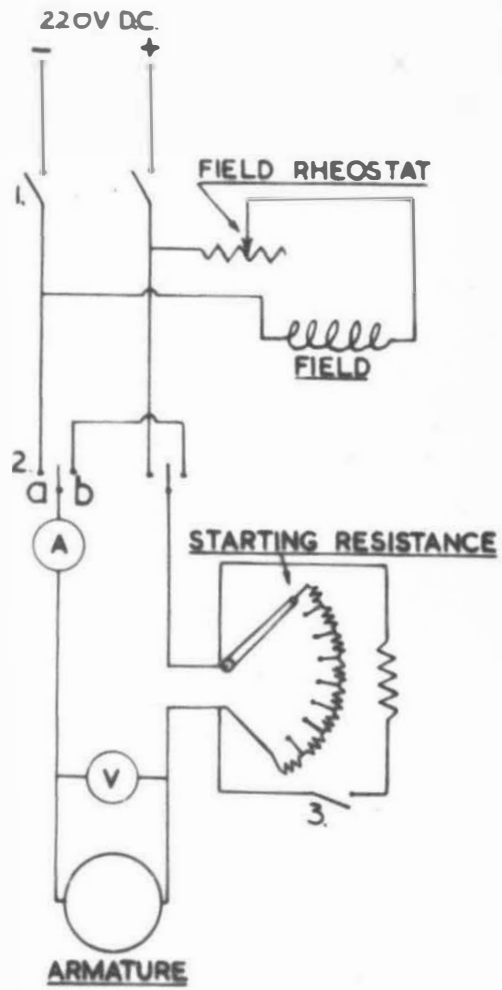 220V D.C.
- +
1.
FIELD RHEOSTAT
FIELD
2.
a b
A
STARTING RESISTANCE
V
3.
ARMATURE